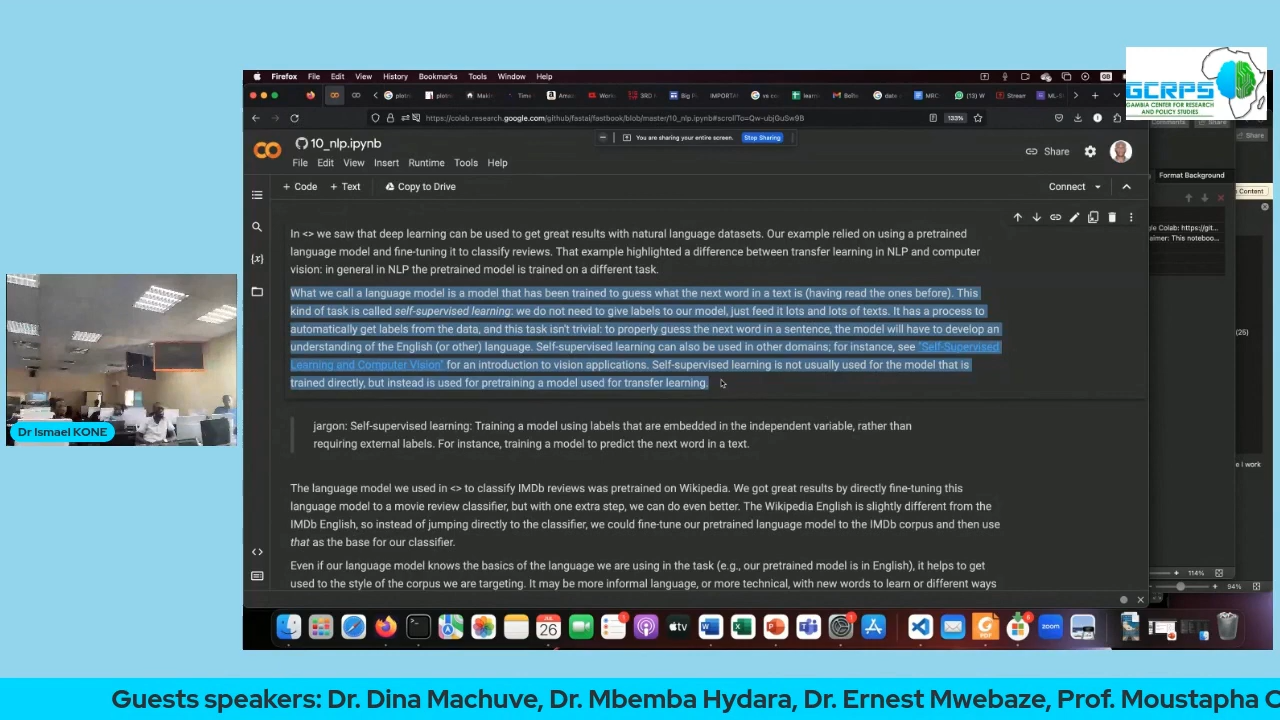 GCRPS
GAMBIA CENTER FOR RESEARCH
AND POLICY STUDIES
Firefox File Edit View History Bookmarks Tools Window Help
https://colab.research.google.com/github/fastai/fastbook/blob/master/10_nlp.ipynb#scrollTo=Qw-ubjGuSw9B
133%
You are sharing your entire screen. Stop Sharing
10_nlp.ipynb
File Edit View Insert Runtime Tools Help
Share
+ Code + Text Copy to Drive
Connect
Share
Format Background
In <> we saw that deep learning can be used to get great results with natural language datasets. Our example relied on using a pretrained
language model and fine-tuning it to classify reviews. That example highlighted a difference between transfer learning in NLP and computer
vision: in general in NLP the pretrained model is trained on a different task.
What we call a language model is a model that has been trained to guess what the next word in a text is (having read the ones before). This
kind of task is called self-supervised learning: we do not need to give labels to our model, just feed it lots and lots of texts. It has a process to
automatically get labels from the data, and this task isn't trivial: to properly guess the next word in a sentence, the model will have to develop an
understanding of the English (or other) language. Self-supervised learning can also be used in other domains; for instance, see "Self-Supervised
Learning and Computer Vision" for an introduction to vision applications. Self-supervised learning is not usually used for the model that is
trained directly, but instead is used for pretraining a model used for transfer learning.
jargon: Self-supervised learning: Training a model using labels that are embedded in the independent variable, rather than
requiring external labels. For instance, training a model to predict the next word in a text.
The language model we used in <> to classify IMDb reviews was pretrained on Wikipedia. We got great results by directly fine-tuning this
language model to a movie review classifier, but with one extra step, we can do even better. The Wikipedia English is slightly different from the
IMDb English, so instead of jumping directly to the classifier, we could fine-tune our pretrained language model to the IMDb corpus and then use
that as the base for our classifier.
Even if our language model knows the basics of the language we are using in the task (e.g., our pretrained model is in English), it helps to get
used to the style of the corpus we are targeting. It may be more informal language, or more technical, with new words to learn or different ways
(25)
114%
94%
26
tv
zoom
Dr Ismael KONE
Guests speakers: Dr. Dina Machuve, Dr. Mbemba Hydara, Dr. Ernest Mwebaze, Prof. Moustapha